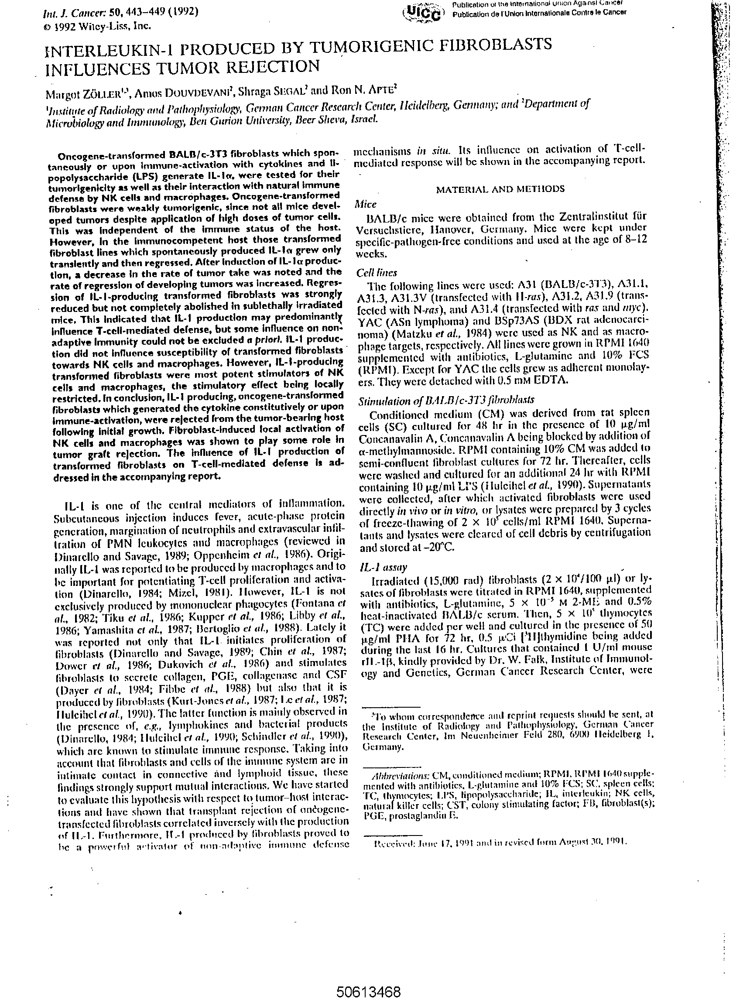 Int. J. Cancer: 50, 443–449 (1992)
© 1992 Wiley-Liss, Inc.
UICC
Publication of the International Union Against Cancer
Publication de l'Union Internationale Contre le Cancer
INTERLEUKIN-1 PRODUCED BY TUMORIGENIC FIBROBLASTS
INFLUENCES TUMOR REJECTION
Margot ZÖLLER¹,³, Amos DOUVDEVANI², Shraga SEGAL² and Ron N. APTE²
¹Institute of Radiology and Pathophysiology, German Cancer Research Center, Heidelberg, Germany; and ²Department of
Microbiology and Immunology, Ben Gurion University, Beer Sheva, Israel.
Oncogene-transformed BALB/c-3T3 fibroblasts which spon-
taneously or upon immune-activation with cytokines and li-
popolysaccharide (LPS) generate IL-1α, were tested for their
tumorigenicity as well as their interaction with natural immune
defense by NK cells and macrophages. Oncogene-transformed
fibroblasts were weakly tumorigenic, since not all mice devel-
oped tumors despite application of high doses of tumor cells.
This was independent of the immune status of the host.
However, in the immunocompetent host those transformed
fibroblast lines which spontaneously produced IL-1α grew only
transiently and then regressed. After induction of IL-1α produc-
tion, a decrease in the rate of tumor take was noted and the
rate of regression of developing tumors was increased. Regres-
sion of IL-1-producing transformed fibroblasts was strongly
reduced but not completely abolished in sublethally irradiated
mice. This indicated that IL-1 production may predominantly
influence T-cell-mediated defense, but some influence on non-
adaptive immunity could not be excluded a priori. IL-1 produc-
tion did not influence susceptibility of transformed fibroblasts
towards NK cells and macrophages. However, IL-1-producing
transformed fibroblasts were most potent stimulators of NK
cells and macrophages, the stimulatory effect being locally
restricted. In conclusion, IL-1 producing, oncogene-transformed
fibroblasts which generated the cytokine constitutively or upon
immune-activation, were rejected from the tumor-bearing host
following initial growth. Fibroblast-induced local activation of
NK cells and macrophages was shown to play some role in
tumor graft rejection. The influence of IL-1 production of
transformed fibroblasts on T-cell-mediated defense is ad-
dressed in the accompanying report.
IL-1 is one of the central mediators of inflammation.
Subcutaneous injection induces fever, acute-phase protein
generation, margination of neutrophils and extravascular infil-
tration of PMN leukocytes and macrophages (reviewed in
Dinarello and Savage, 1989; Oppenheim et al., 1986). Origi-
nally IL-1 was reported to be produced by macrophages and to
be important for potentiating T-cell proliferation and activa-
tion (Dinarello, 1984; Mizel, 1981). However, IL-1 is not
exclusively produced by mononuclear phagocytes (Fontana et
al., 1982; Tiku et al., 1986; Kupper et al., 1986; Libby et al.,
1986; Yamashita et al., 1987; Bertoglio et al., 1988). Lately it
was reported not only that IL-1 initiates proliferation of
fibroblasts (Dinarello and Savage, 1989; Chin et al., 1987;
Dower et al., 1986; Dukovich et al., 1986) and stimulates
fibroblasts to secrete collagen, PGE, collagenase and CSF
(Dayer et al., 1984; Fibbe et al., 1988) but also that it is
produced by fibroblasts (Kurt-Jones et al., 1987; Le et al., 1987;
Huleihel et al., 1990). The latter function is mainly observed in
the presence of, e.g., lymphokines and bacterial products
(Dinarello, 1984; Huleihel et al., 1990; Schindler et al., 1990),
which are known to stimulate immune response. Taking into
account that fibroblasts and cells of the immune system are in
intimate contact in connective and lymphoid tissue, these
findings strongly support mutual interactions. We have started
to evaluate this hypothesis with respect to tumor–host interac-
tions and have shown that transplant rejection of oncogene-
transfected fibroblasts correlated inversely with the production
of IL-1. Furthermore, IL-1 produced by fibroblasts proved to
be a powerful activator of non-adaptive immune defense
mechanisms in situ. Its influence on activation of T-cell-
mediated response will be shown in the accompanying report.
MATERIAL AND METHODS
Mice
BALB/c mice were obtained from the Zentralinstitut für
Versuchstiere, Hanover, Germany. Mice were kept under
specific-pathogen-free conditions and used at the age of 8–12
weeks.
Cell lines
The following lines were used: A31 (BALB/c-3T3), A31.1,
A31.3, A31.3V (transfected with H-ras), A31.2, A31.9 (trans-
fected with N-ras), and A31.4 (transfected with ras and myc).
YAC (ASn lymphoma) and BSp73AS (BDX rat adenocarci-
noma) (Matzku et al., 1984) were used as NK and as macro-
phage targets, respectively. All lines were grown in RPMI 1640
supplemented with antibiotics, L-glutamine and 10% FCS
(RPMI). Except for YAC the cells grew as adherent monolay-
ers. They were detached with 0.5 mM EDTA.
Stimulation of BALB/c-3T3 fibroblasts
Conditioned medium (CM) was derived from rat spleen
cells (SC) cultured for 48 hr in the presence of 10 µg/ml
Concanavalin A, Concanavalin A being blocked by addition of
α-methylmannoside. RPMI containing 10% CM was added to
semi-confluent fibroblast cultures for 72 hr. Thereafter, cells
were washed and cultured for an additional 24 hr with RPMI
containing 10 µg/ml LPS (Huleihel et al., 1990). Supernatants
were collected, after which activated fibroblasts were used
directly in vivo or in vitro, or lysates were prepared by 3 cycles
of freeze-thawing of 2 × 10⁵ cells/ml RPMI 1640. Superna-
tants and lysates were cleared of cell debris by centrifugation
and stored at −20°C.
IL-1 assay
Irradiated (15,000 rad) fibroblasts (2 × 10⁴/100 µl) or ly-
sates of fibroblasts were titrated in RPMI 1640, supplemented
with antibiotics, L-glutamine, 5 × 10⁻⁵ M 2-ME and 0.5%
heat-inactivated BALB/c serum. Then, 5 × 10⁵ thymocytes
(TC) were added per well and cultured in the presence of 50
µg/ml PHA for 72 hr, 0.5 µCi [³H]thymidine being added
during the last 16 hr. Cultures that contained 1 U/ml mouse
rIL-1β, kindly provided by Dr. W. Falk, Institute of Immunol-
ogy and Genetics, German Cancer Research Center, were
³To whom correspondence and reprint requests should be sent, at
the Institute of Radiology and Pathophysiology, German Cancer
Research Center, Im Neuenheimer Feld 280, 6900 Heidelberg 1,
Germany.
Abbreviations: CM, conditioned medium; RPMI, RPMI 1640 supple-
mented with antibiotics, L-glutamine and 10% FCS; SC, spleen cells;
TC, thymocytes; LPS, lipopolysaccharide; IL, interleukin; NK cells,
natural killer cells; CST, colony stimulating factor; FB, fibroblast(s);
PGE, prostaglandin E.
Received: June 17, 1991 and in revised form August 30, 1991.
50613468